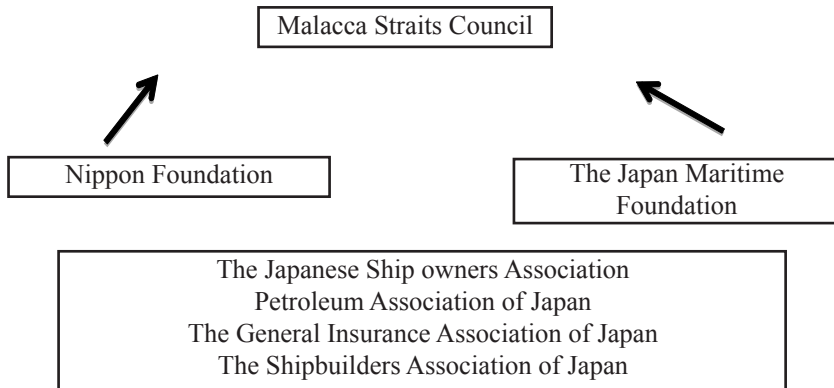 Malacca Straits Council
Nippon Foundation
The Japan Maritime
Foundation
The Japanese Ship owners Association
Petroleum Association of Japan
The General Insurance Association of Japan
The Shipbuilders Association of Japan